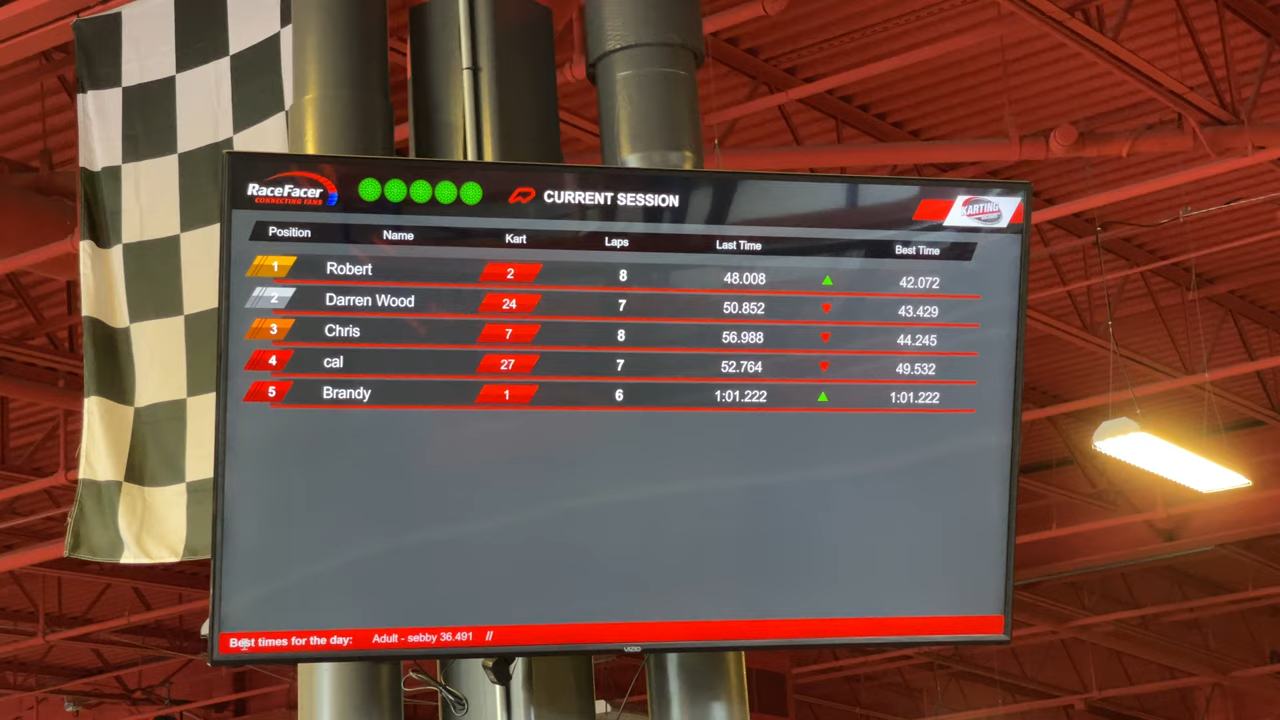 RaceFacer
CONNECTING FANS
CURRENT SESSION
KARTING
Position Name Kart Laps Last Time Best Time
1 Robert 2 8 48.008 42.072
2 Darren Wood 24 7 50.852 43.429
3 Chris 7 8 56.988 44.245
4 cal 27 7 52.764 49.532
5 Brandy 1 6 1:01.222 1:01.222
Best times for the day: Adult - sebby 36.491 //
VIZIO